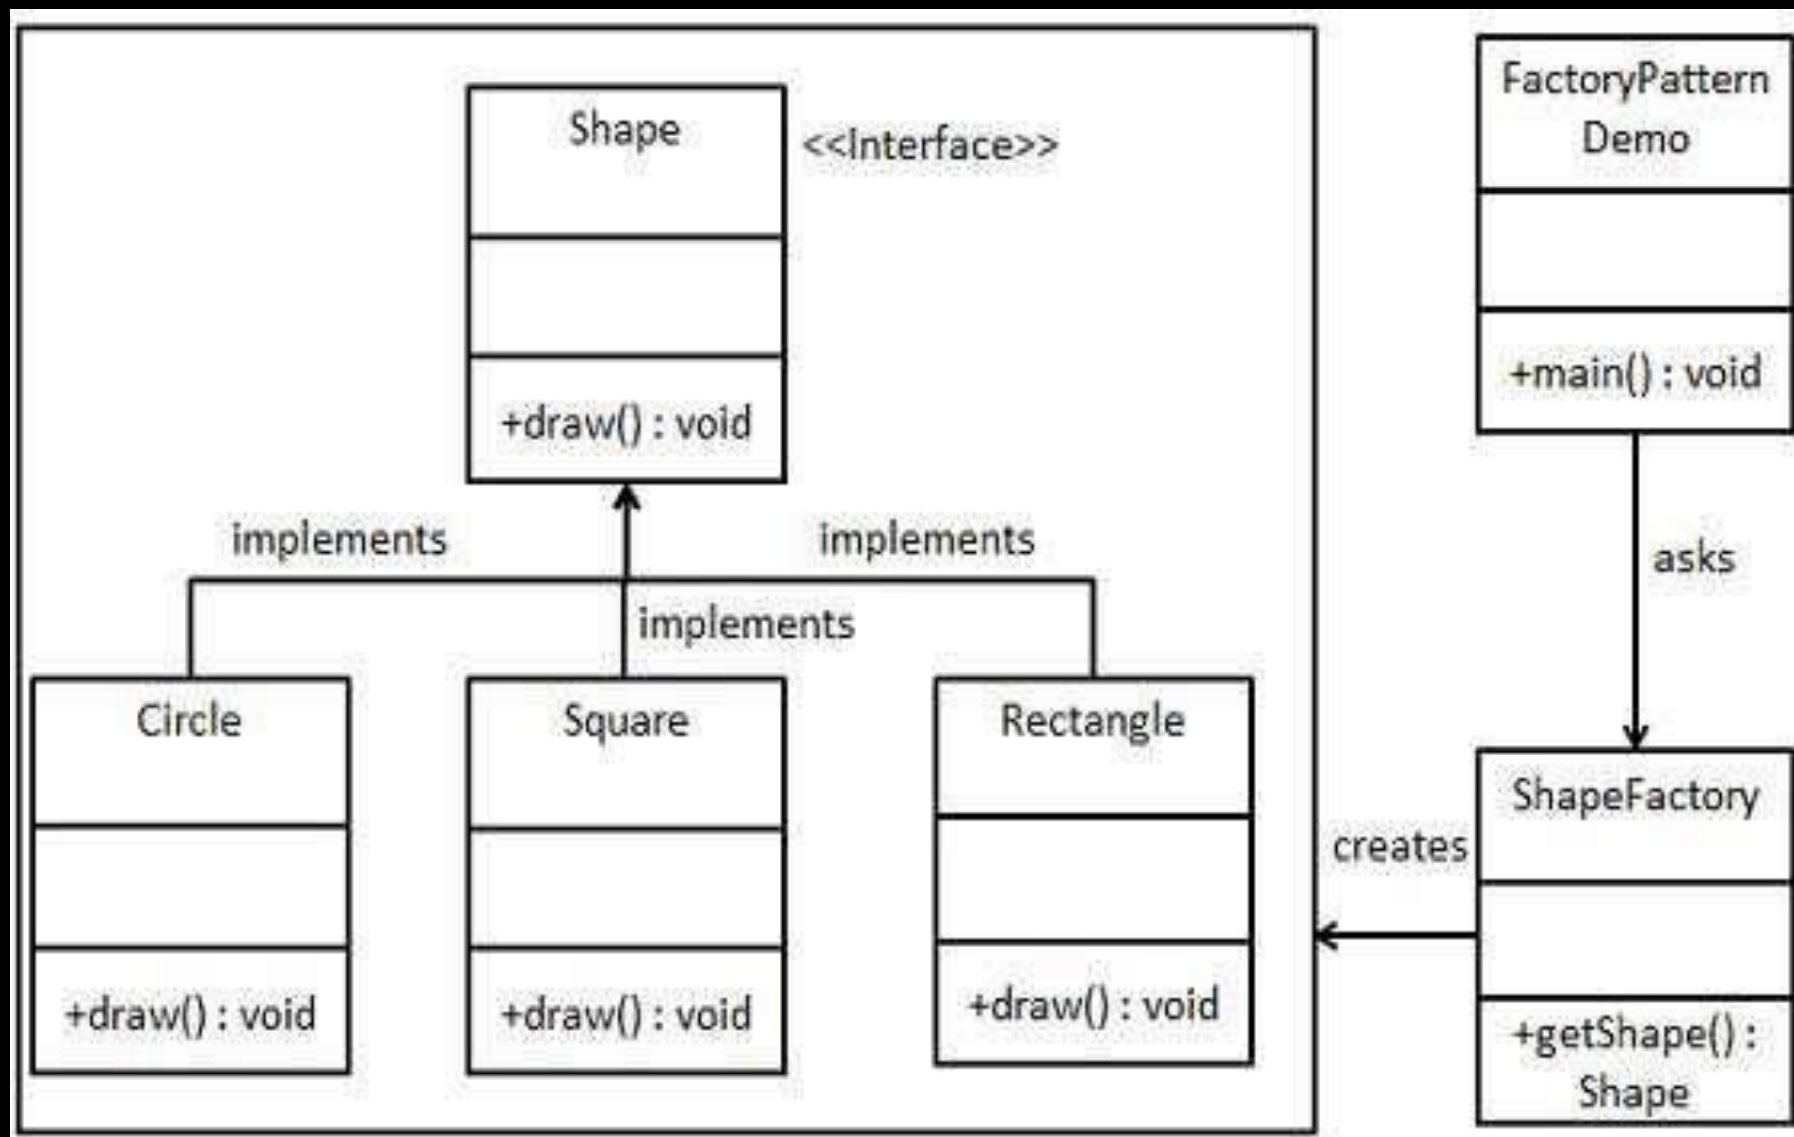 Shape
<<Interface>>
+draw() : void
implements
implements
implements
Circle
+draw() : void
Square
+draw() : void
Rectangle
+draw() : void
FactoryPattern
Demo
+main() : void
asks
ShapeFactory
+getShape() :
Shape
creates